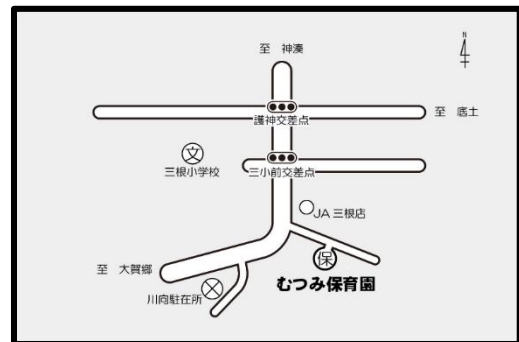 N
至 神湊
護神交差点
至 底土
文
三根小学校
三小前交差点
JA 三根店
至 大賀郷
保
むつみ保育園
川向駐在所